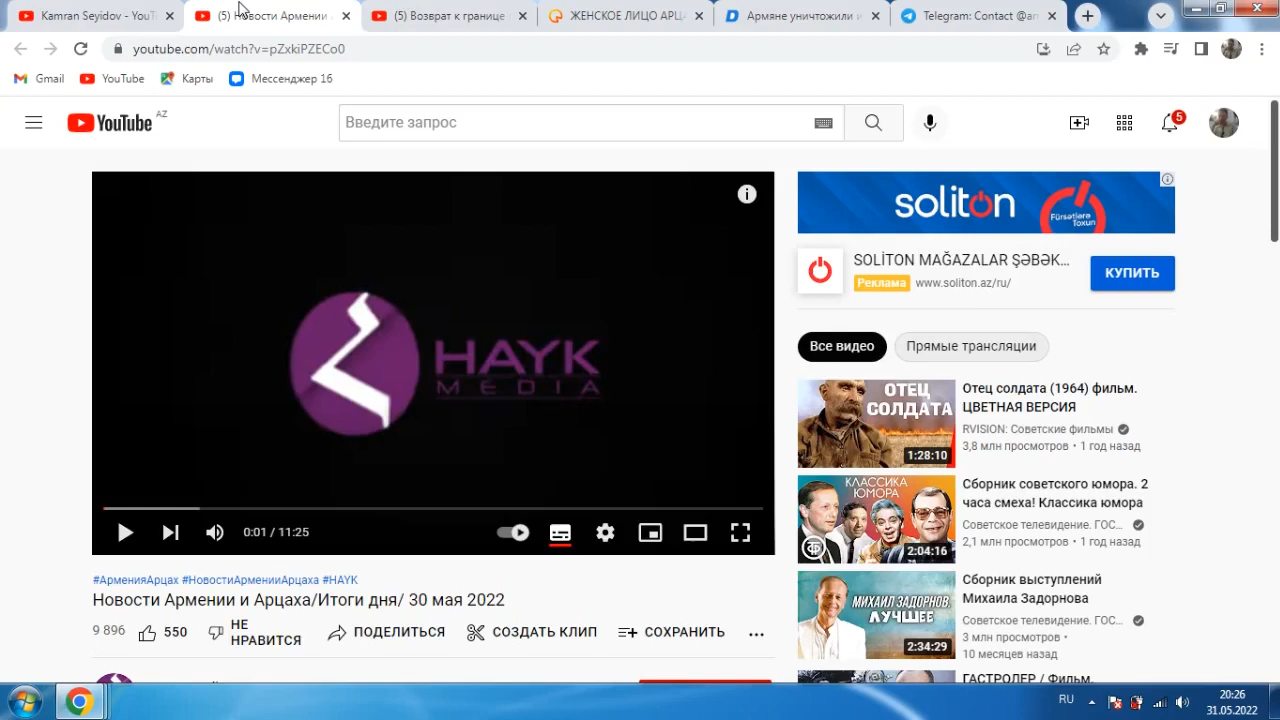 Kamran Seyidov - YouT
(5) Новости Армении
(5) Возврат к границе
ЖЕНСКОЕ ЛИЦО АРЦА
Армяне уничтожили и
Telegram: Contact @ar
youtube.com/watch?v=pZxkiPZECo0
Gmail
YouTube
Карты
Мессенджер 16
YouTube AZ
Введите запрос
5
HAYK
MEDIA
0:01 / 11:25
#АрменияАрцах #НовостиАрменииАрцаха #HAYK
Новости Армении и Арцаха/Итоги дня/ 30 мая 2022
9 896
550
НЕ НРАВИТСЯ
ПОДЕЛИТЬСЯ
СОЗДАТЬ КЛИП
СОХРАНИТЬ
soliton
Fürsətlərə
Toxun
SOLİTON MAĞAZALAR ŞƏBƏK...
Реклама www.soliton.az/ru/
КУПИТЬ
Все видео
Прямые трансляции
ОТЕЦ
СОЛДАТА
1:28:10
Отец солдата (1964) фильм.
ЦВЕТНАЯ ВЕРСИЯ
RVISION: Советские фильмы
3,8 млн просмотров • 1 год назад
КЛАССИКА
ЮМОРА
2:04:16
Сборник советского юмора. 2
часа смеха! Классика юмора
Советское телевидение. ГОС...
2,1 млн просмотров • 1 год назад
МИХАИЛ ЗАДОРНОВ
ЛУЧШЕЕ
2:34:29
Сборник выступлений
Михаила Задорнова
Советское телевидение. ГОС...
3 млн просмотров •
10 месяцев назад
ГАСТРОЛЕР / Фильм.
RU
20:26
31.05.2022